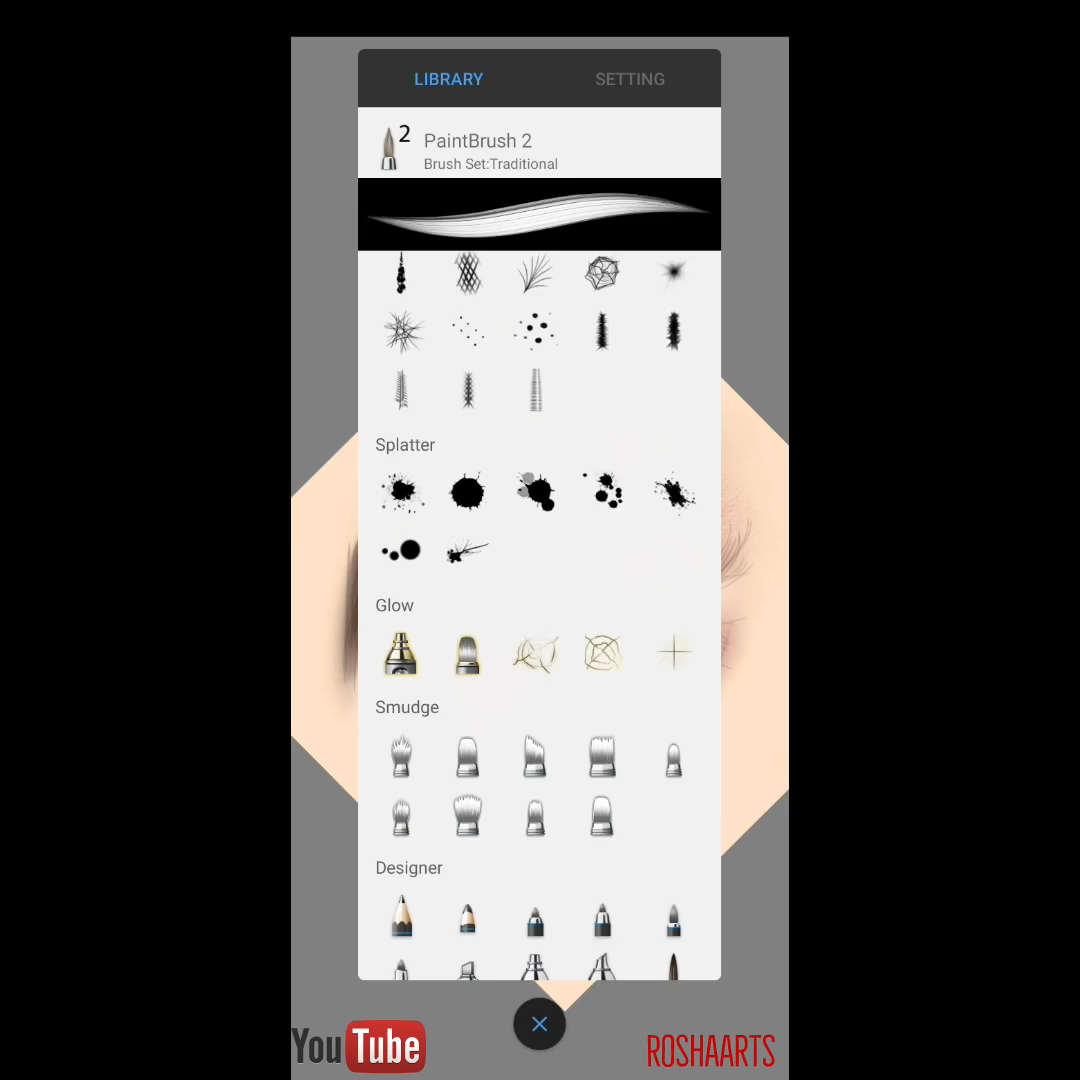 LIBRARY SETTING
2
PaintBrush 2
Brush Set:Traditional
Splatter
Glow
Smudge
Designer
YouTube
ROSHAARTS